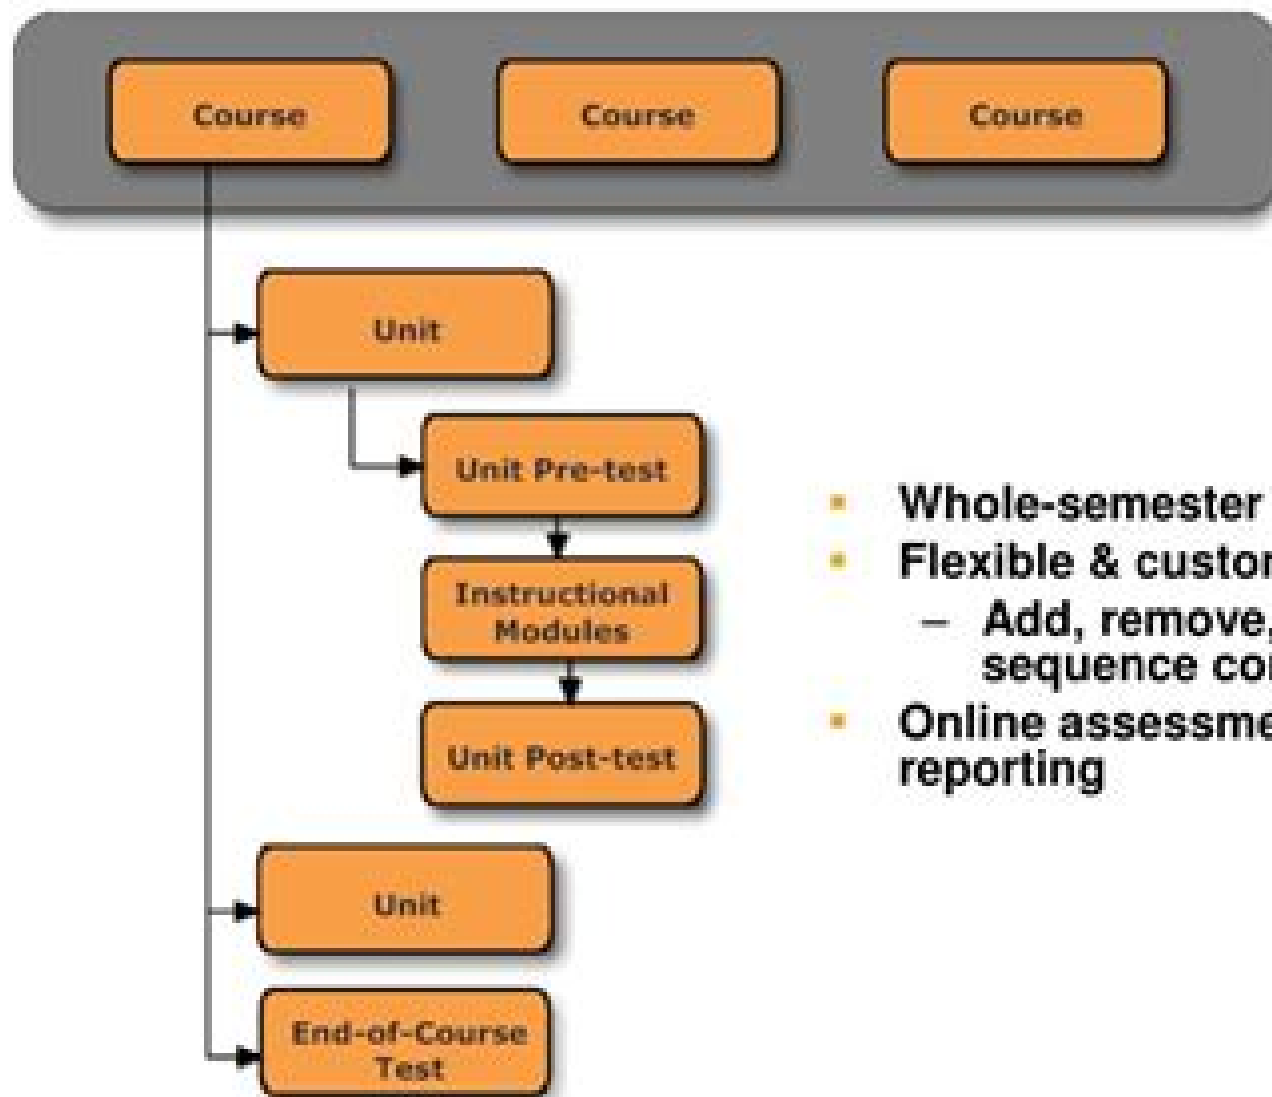 Course
Course
Course
Unit
Unit Pre-test
Instructional
Modules
Unit Post-test
Unit
End-of-Course
Test
Whole-semester
Flexible &
– Add, remove,
sequence
Online
reporting